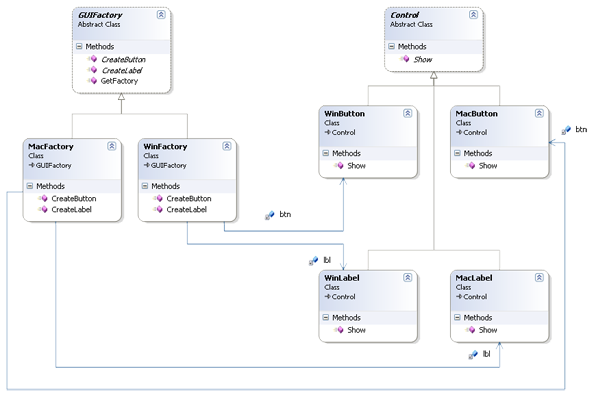 GUIFactory
Abstract Class
Methods
CreateButton
CreateLabel
GetFactory
Control
Abstract Class
Methods
Show
MacFactory
Class
GUIFactory
Methods
CreateButton
CreateLabel
WinFactory
Class
GUIFactory
Methods
CreateButton
CreateLabel
WinButton
Class
Control
Methods
Show
MacButton
Class
Control
Methods
Show
btn
btn
lbl
WinLabel
Class
Control
Methods
Show
MacLabel
Class
Control
Methods
Show
lbl